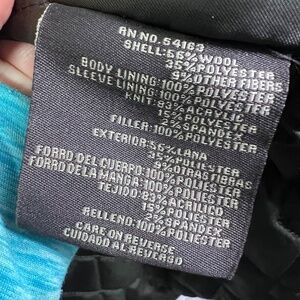 RN NO. 54163
SHELL: 56% WOOL
35% POLYESTER
9% OTHER FIBERS
BODY LINING: 100% POLYESTER
SLEEVE LINING: 100% POLYESTER
KNIT: 83% ACRYLIC
15% POLYESTER
2% SPANDEX
FILLER: 100% POLYESTER
EXTERIOR: 56% LANA
35% POLIESTER
9% OTRAS FIBRAS
FORRO DEL CUERPO: 100% POLIESTER
FORRO DE LA MANGA: 100% POLIESTER
TEJIDO: 83% ACRILICO
15% POLIESTER
2% SPANDEX
RELLENO: 100% POLIESTER
CARE ON REVERSE
CUIDADO AL REVERSO